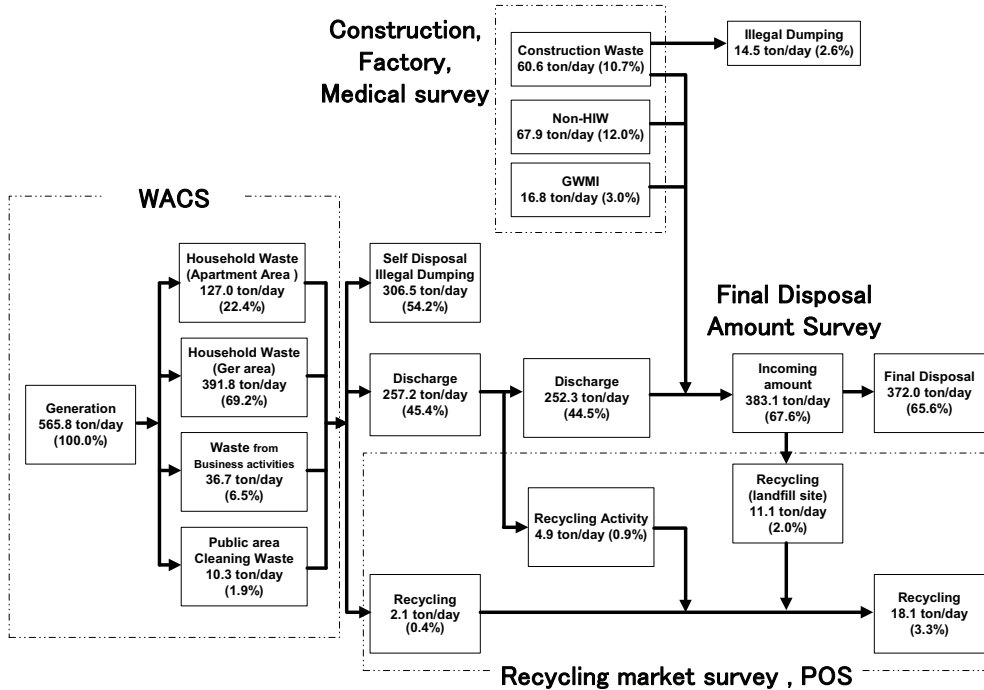 Construction,
Factory,
Medical survey
Construction Waste
60.6 ton/day (10.7%)
Illegal Dumping
14.5 ton/day (2.6%)
Non-HIW
67.9 ton/day (12.0%)
GWMI
16.8 ton/day (3.0%)
WACS
Household Waste
(Apartment Area )
127.0 ton/day
(22.4%)
Self Disposal
Illegal Dumping
306.5 ton/day
(54.2%)
Final Disposal
Amount Survey
Household Waste
(Ger area)
391.8 ton/day
(69.2%)
Discharge
257.2 ton/day
(45.4%)
Discharge
252.3 ton/day
(44.5%)
Incoming
amount
383.1 ton/day
(67.6%)
Final Disposal
372.0 ton/day
(65.6%)
Generation
565.8 ton/day
(100.0%)
Waste from
Business activities
36.7 ton/day
(6.5%)
Recycling
(landfill site)
11.1 ton/day
(2.0%)
Recycling Activity
4.9 ton/day (0.9%)
Public area
Cleaning Waste
10.3 ton/day
(1.9%)
Recycling
2.1 ton/day
(0.4%)
Recycling
18.1 ton/day
(3.3%)
Recycling market survey , POS